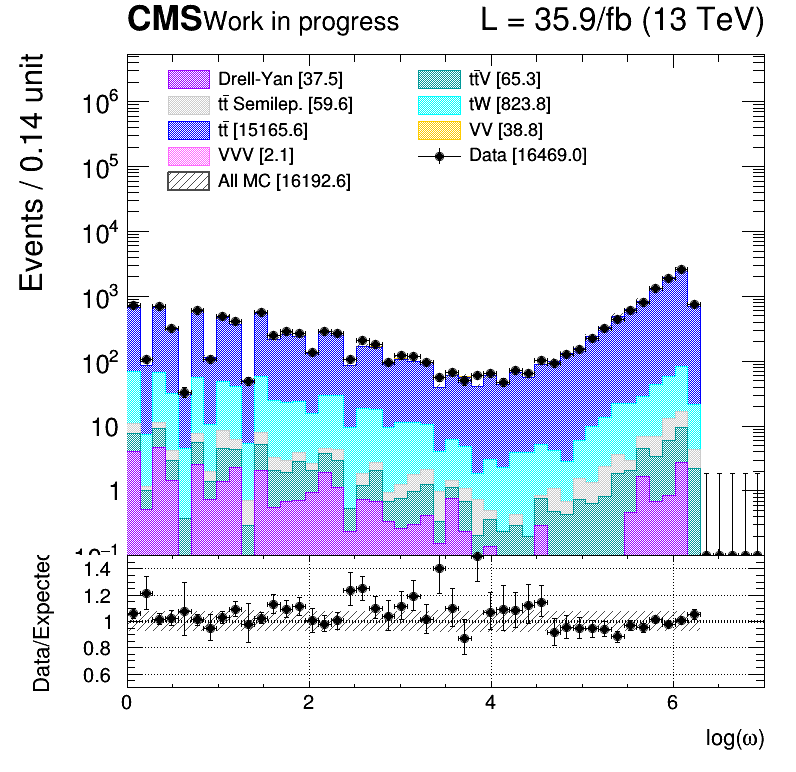 CMS Work in progress L = 35.9/fb (13 TeV)
Events / 0.14 unit
Drell-Yan [37.5]
tt̄ Semilep. [59.6]
tt̄ [15165.6]
VVV [2.1]
All MC [16192.6]
tt̄V [65.3]
tW [823.8]
VV [38.8]
Data [16469.0]
10⁶
10⁵
10⁴
10³
10²
10
1
10⁻¹
Data/Expected
1.4
1.2
1
0.8
0.6
0 2 4 6
log(ω)